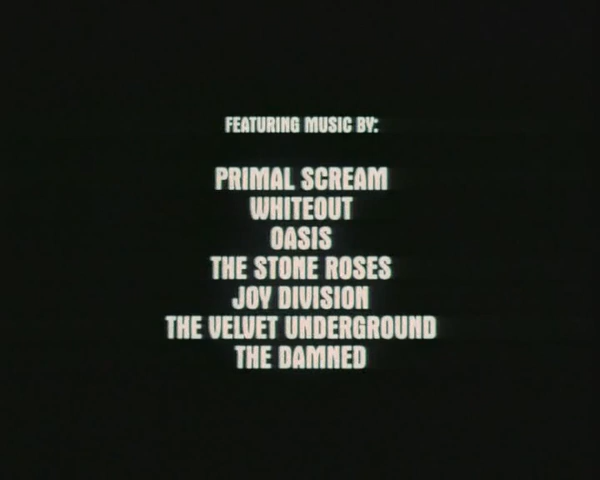 FEATURING MUSIC BY:
PRIMAL SCREAM
WHITEOUT
OASIS
THE STONE ROSES
JOY DIVISION
THE VELVET UNDERGROUND
THE DAMNED